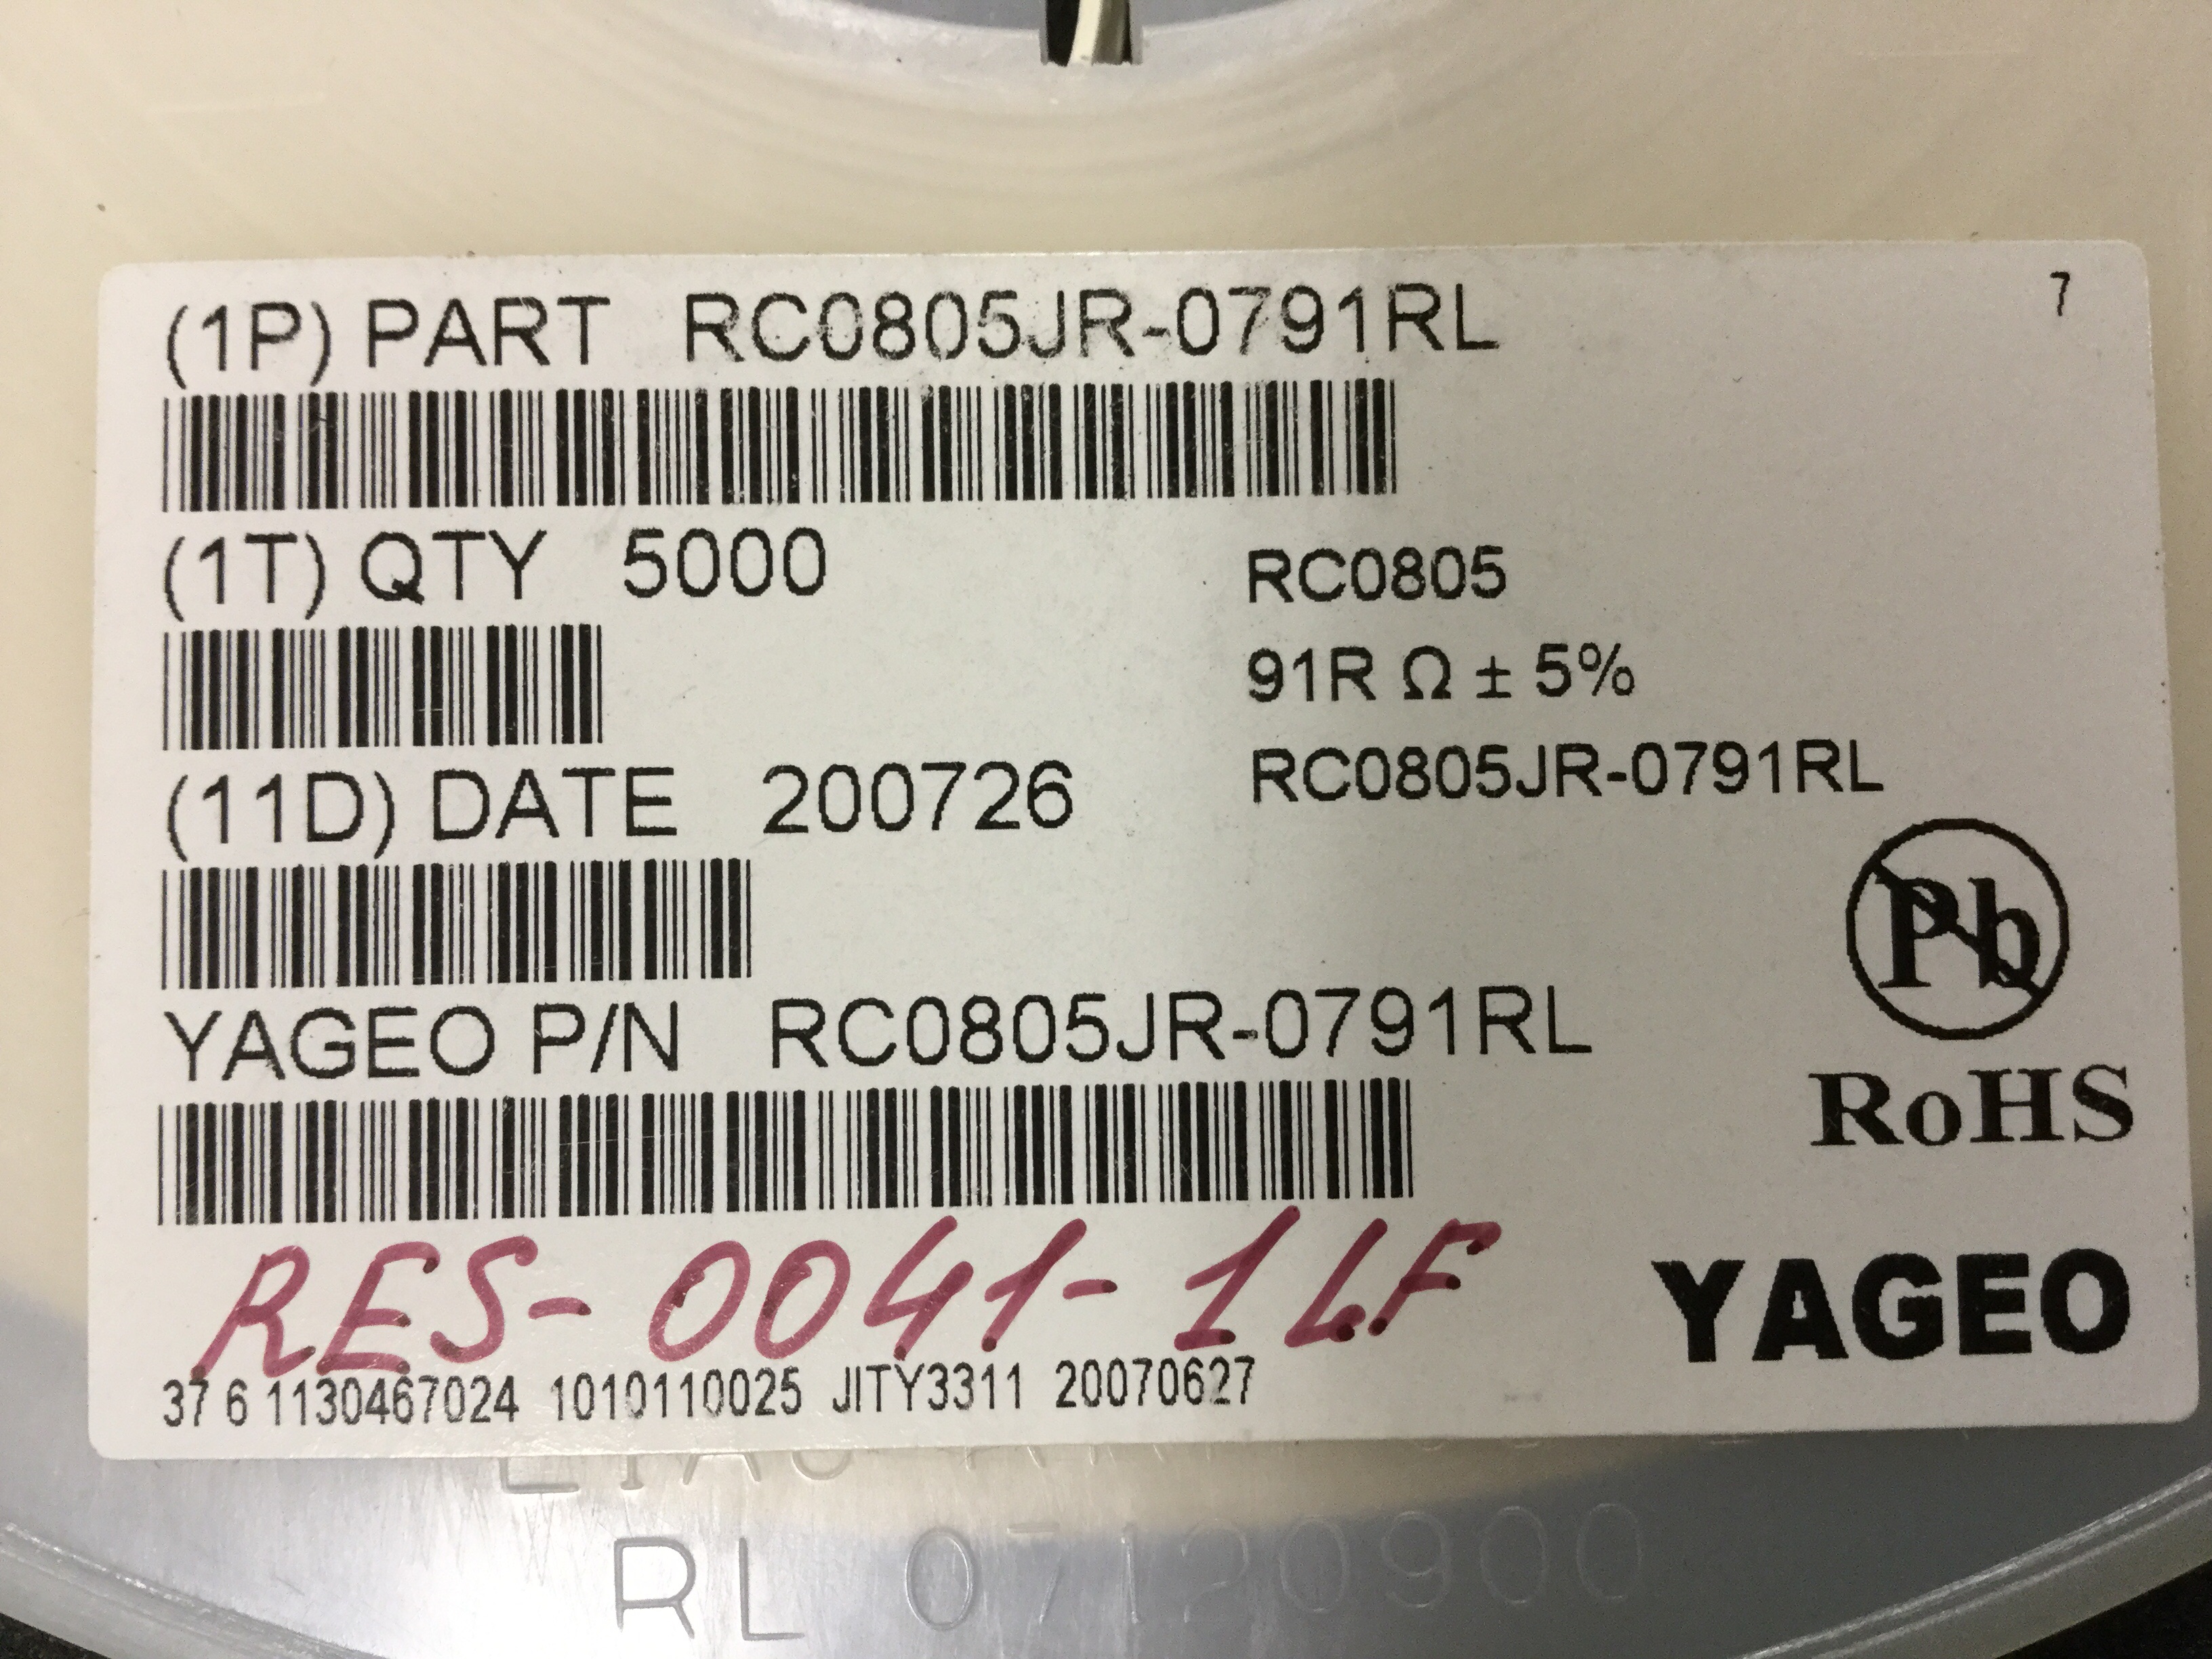 (1P) PART RC0805JR-0791RL
7
(1T) QTY 5000
RC0805
91R Ω ± 5%
(11D) DATE 200726
RC0805JR-0791RL
Pb
YAGEO P/N RC0805JR-0791RL
RoHS
RES-0041-1LF
YAGEO
37 6 1130467024 1010110025 JITY3311 20070627
RL 07120900